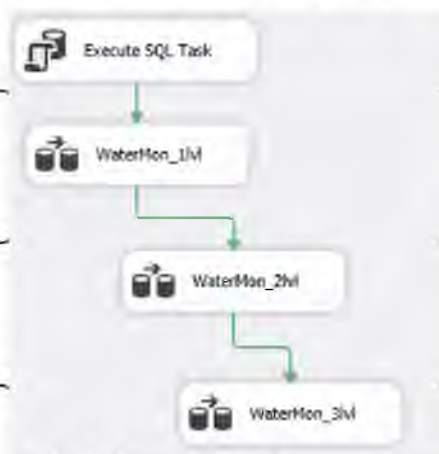 Execute SQL Task
WaterMon_1lvl
WaterMon_2lvl
WaterMon_3lvl